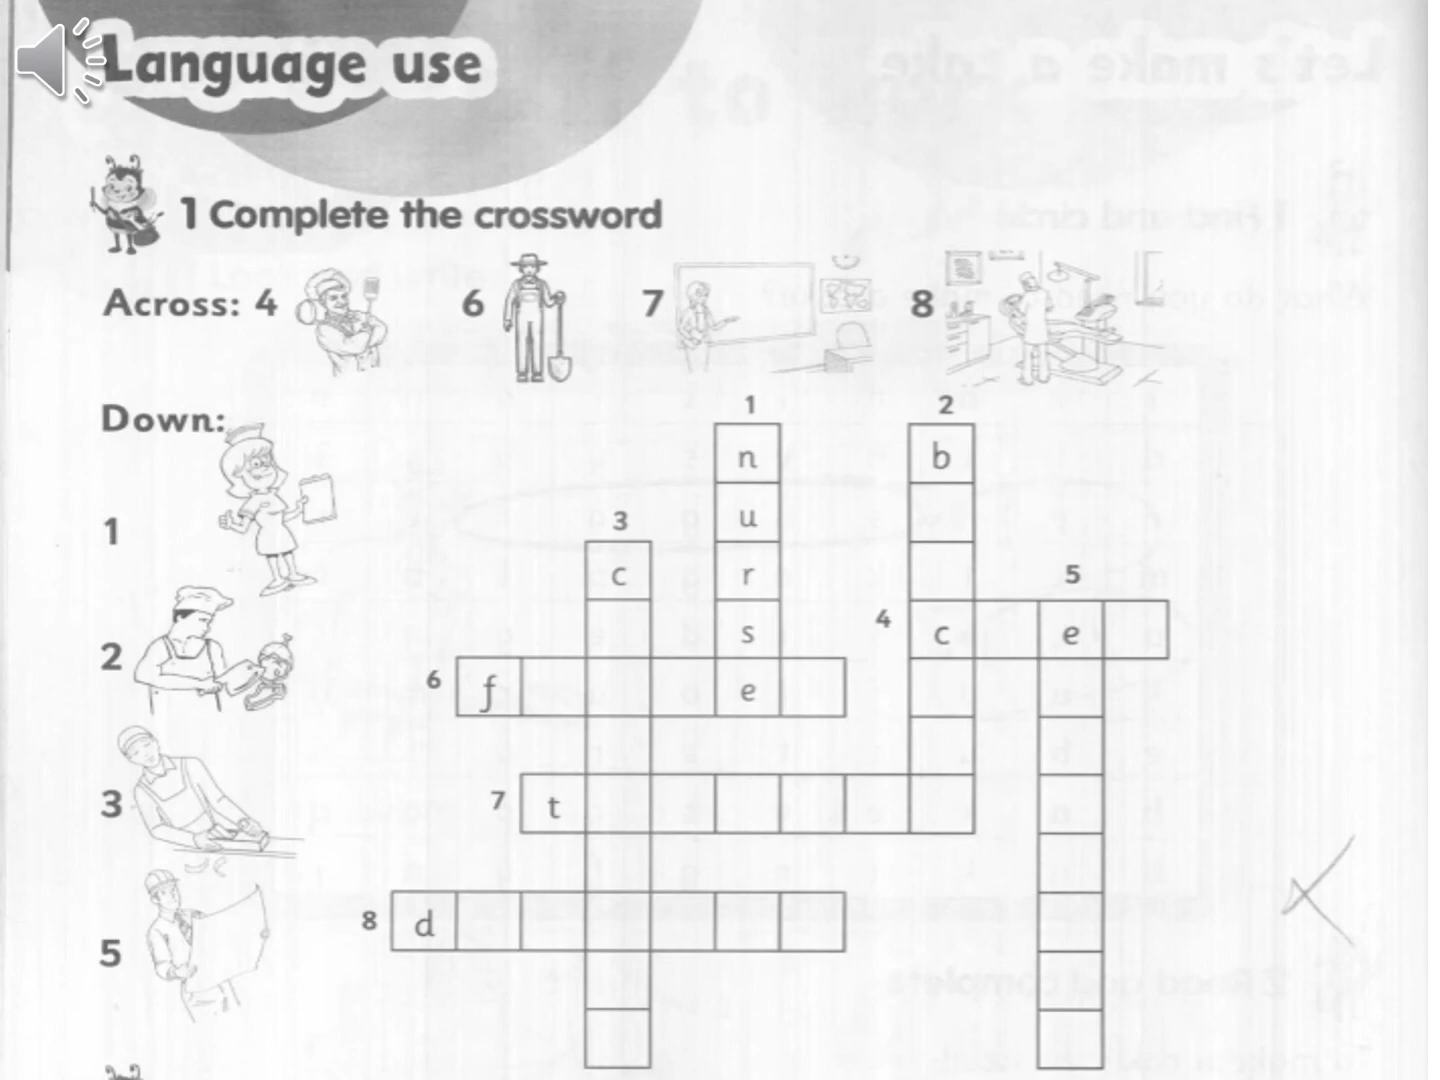 Language use
1 Complete the crossword
Across: 4 6 7 8
Down:
1 2
n b
1 3 u
c r 5
s 4 c e
2 6 f e
3 7 t
8 d
5